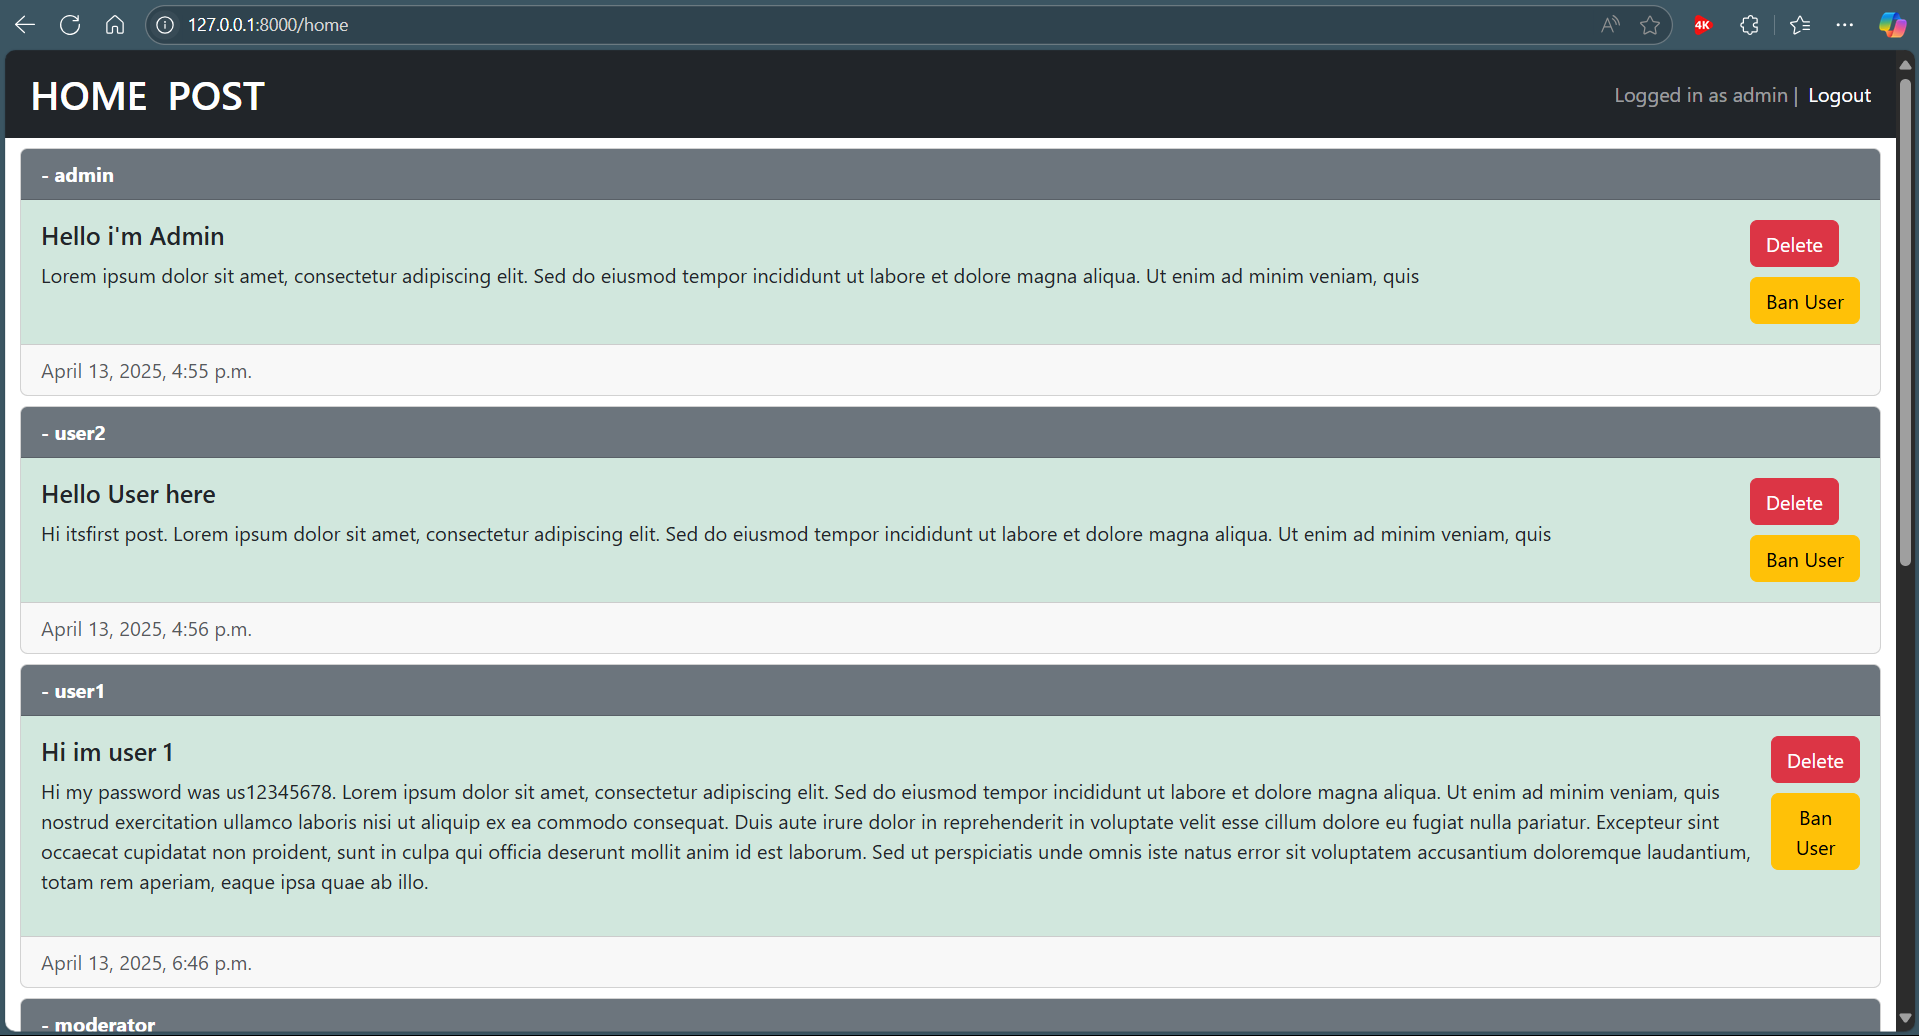 127.0.0.1:8000/home
4K
HOME POST
Logged in as admin | Logout
- admin
Hello i'm Admin
Lorem ipsum dolor sit amet, consectetur adipiscing elit. Sed do eiusmod tempor incididunt ut labore et dolore magna aliqua. Ut enim ad minim veniam, quis
Delete
Ban User
April 13, 2025, 4:55 p.m.
- user2
Hello User here
Hi itsfirst post. Lorem ipsum dolor sit amet, consectetur adipiscing elit. Sed do eiusmod tempor incididunt ut labore et dolore magna aliqua. Ut enim ad minim veniam, quis
Delete
Ban User
April 13, 2025, 4:56 p.m.
- user1
Hi im user 1
Hi my password was us12345678. Lorem ipsum dolor sit amet, consectetur adipiscing elit. Sed do eiusmod tempor incididunt ut labore et dolore magna aliqua. Ut enim ad minim veniam, quis
nostrud exercitation ullamco laboris nisi ut aliquip ex ea commodo consequat. Duis aute irure dolor in reprehenderit in voluptate velit esse cillum dolore eu fugiat nulla pariatur. Excepteur sint
occaecat cupidatat non proident, sunt in culpa qui officia deserunt mollit anim id est laborum. Sed ut perspiciatis unde omnis iste natus error sit voluptatem accusantium doloremque laudantium,
totam rem aperiam, eaque ipsa quae ab illo.
Delete
Ban
User
April 13, 2025, 6:46 p.m.
- moderator